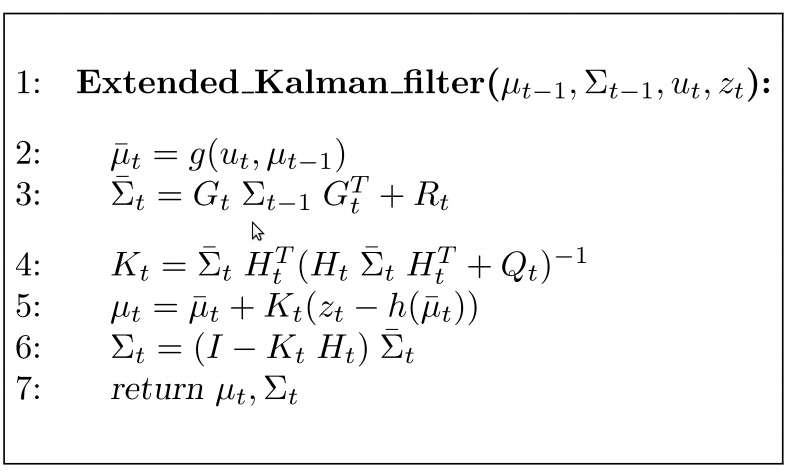 1: Extended_Kalman_filter(μ_{t−1}, Σ_{t−1}, u_t, z_t):
2: μ̄_t = g(u_t, μ_{t−1})
3: Σ̄_t = G_t Σ_{t−1} G_t^T + R_t
4: K_t = Σ̄_t H_t^T (H_t Σ̄_t H_t^T + Q_t)^{−1}
5: μ_t = μ̄_t + K_t(z_t − h(μ̄_t))
6: Σ_t = (I − K_t H_t) Σ̄_t
7: return μ_t, Σ_t